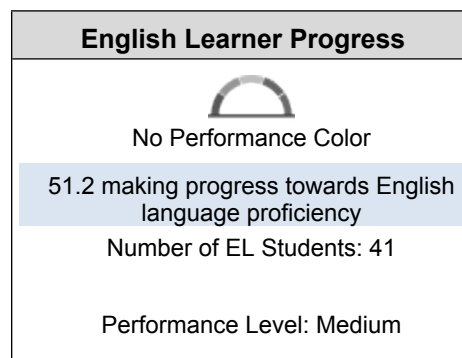 English Learner Progress
No Performance Color
51.2 making progress towards English
language proficiency
Number of EL Students: 41
Performance Level: Medium